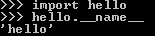 >>> import hello
>>> hello.__name__
'hello'